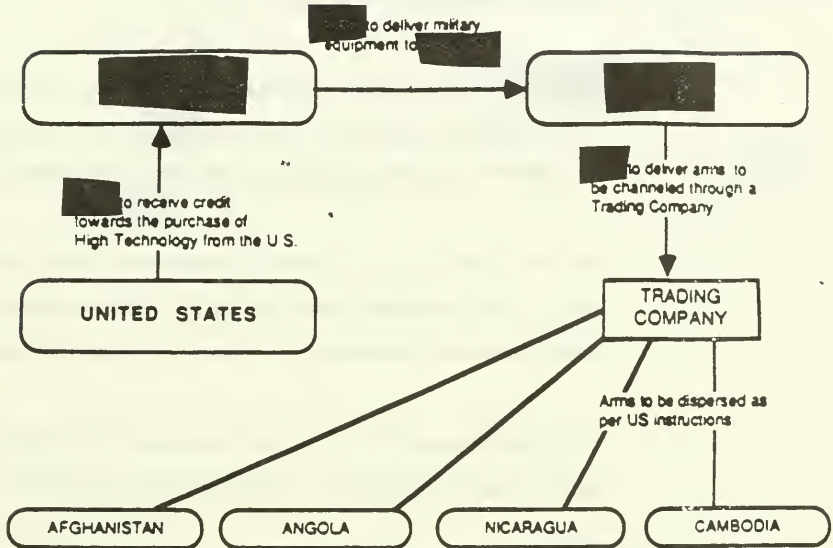 to deliver military
equipment to
to receive credit
towards the purchase of
High Technology from the U.S.
to deliver arms to
be channeled through a
Trading Company
UNITED STATES
TRADING
COMPANY
Arms to be dispersed as
per US instructions
AFGHANISTAN
ANGOLA
NICARAGUA
CAMBODIA